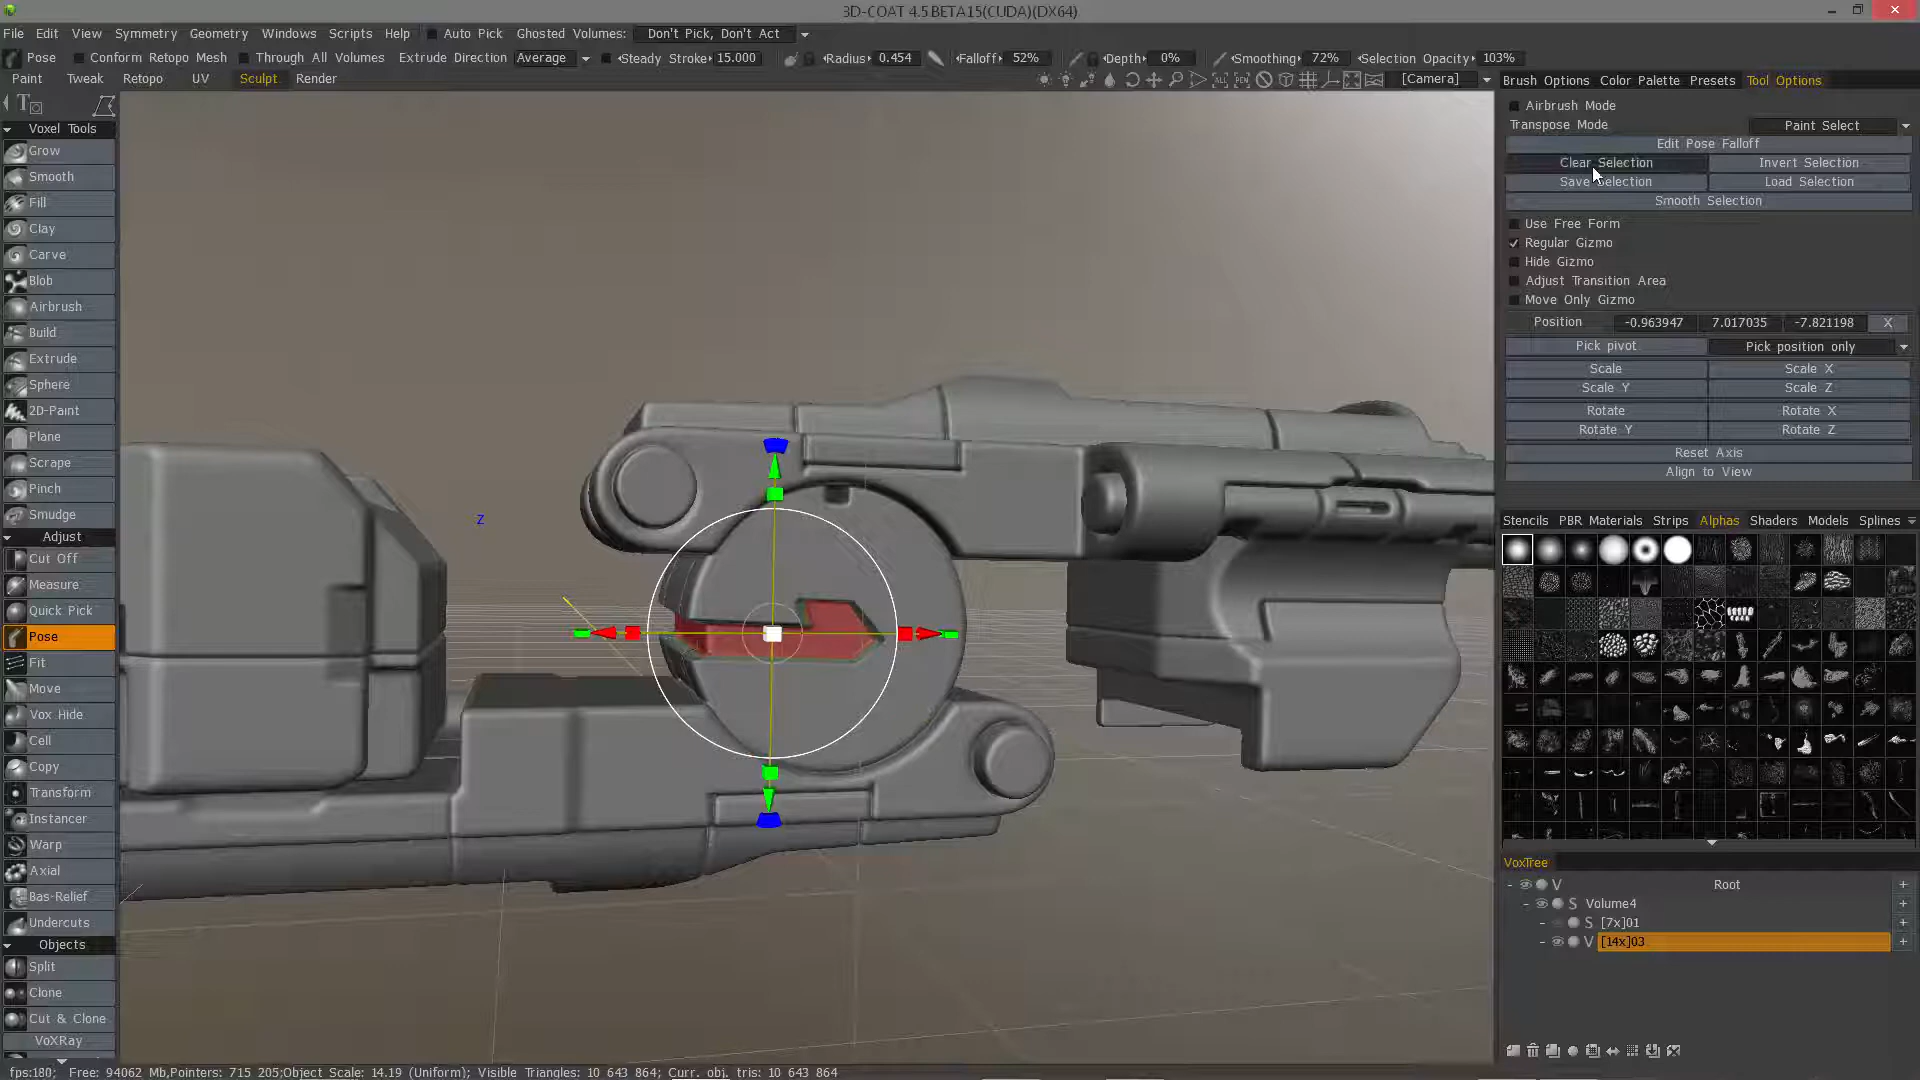 3D-COAT 4.5 BETA15(CUDA)(DX64)
File Edit View Symmetry Geometry Windows Scripts Help Auto Pick Ghosted Volumes: Don't Pick, Don't Act
Pose Conform Retopo Mesh Through All Volumes Extrude Direction Average Steady Stroke 15.000 Radius 0.454 Falloff 52% Depth 0% Smoothing 72% Selection Opacity 103%
Paint Tweak Retopo UV Sculpt Render [Camera] Brush Options Color Palette Presets Tool Options
Voxel Tools
Grow
Smooth
Fill
Clay
Carve
Blob
Airbrush
Build
Extrude
Sphere
2D-Paint
Plane
Scrape
Pinch
Smudge
Adjust
Cut Off
Measure
Quick Pick
Pose
Fit
Move
Vox Hide
Cell
Copy
Transform
Instancer
Warp
Axial
Bas-Relief
Undercuts
Objects
Split
Clone
Cut & Clone
VoXRay
Z
Airbrush Mode
Transpose Mode Paint Select
Edit Pose Falloff
Clear Selection Invert Selection
Save Selection Load Selection
Smooth Selection
Use Free Form
Regular Gizmo
Hide Gizmo
Adjust Transition Area
Move Only Gizmo
Position -0.963947 7.017035 -7.821198 X
Pick pivot Pick position only
Scale Scale X
Scale Y Scale Z
Rotate Rotate X
Rotate Y Rotate Z
Reset Axis
Align to View
Stencils PBR Materials Strips Alphas Shaders Models Splines
VoxTree
- V Root +
- S Volume4 +
- S [7x]01 +
- V [14x]03 +
fps:180; Free: 94062 Mb,Pointers: 715 205;Object Scale: 14.19 (Uniform); Visible Triangles: 10 643 864; Curr. obj. tris: 10 643 864